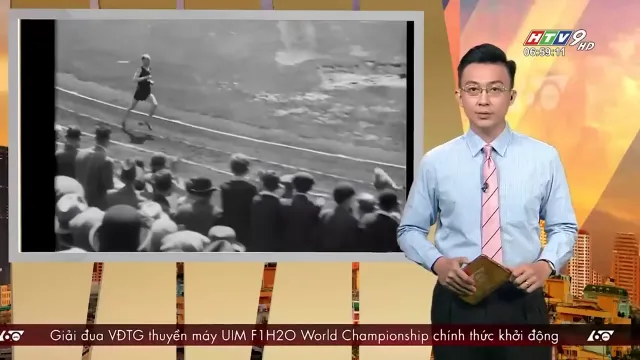 HTV9 HD
06:59:11
Giải đua VĐTG thuyền máy UIM F1H2O World Championship chính thức khởi động